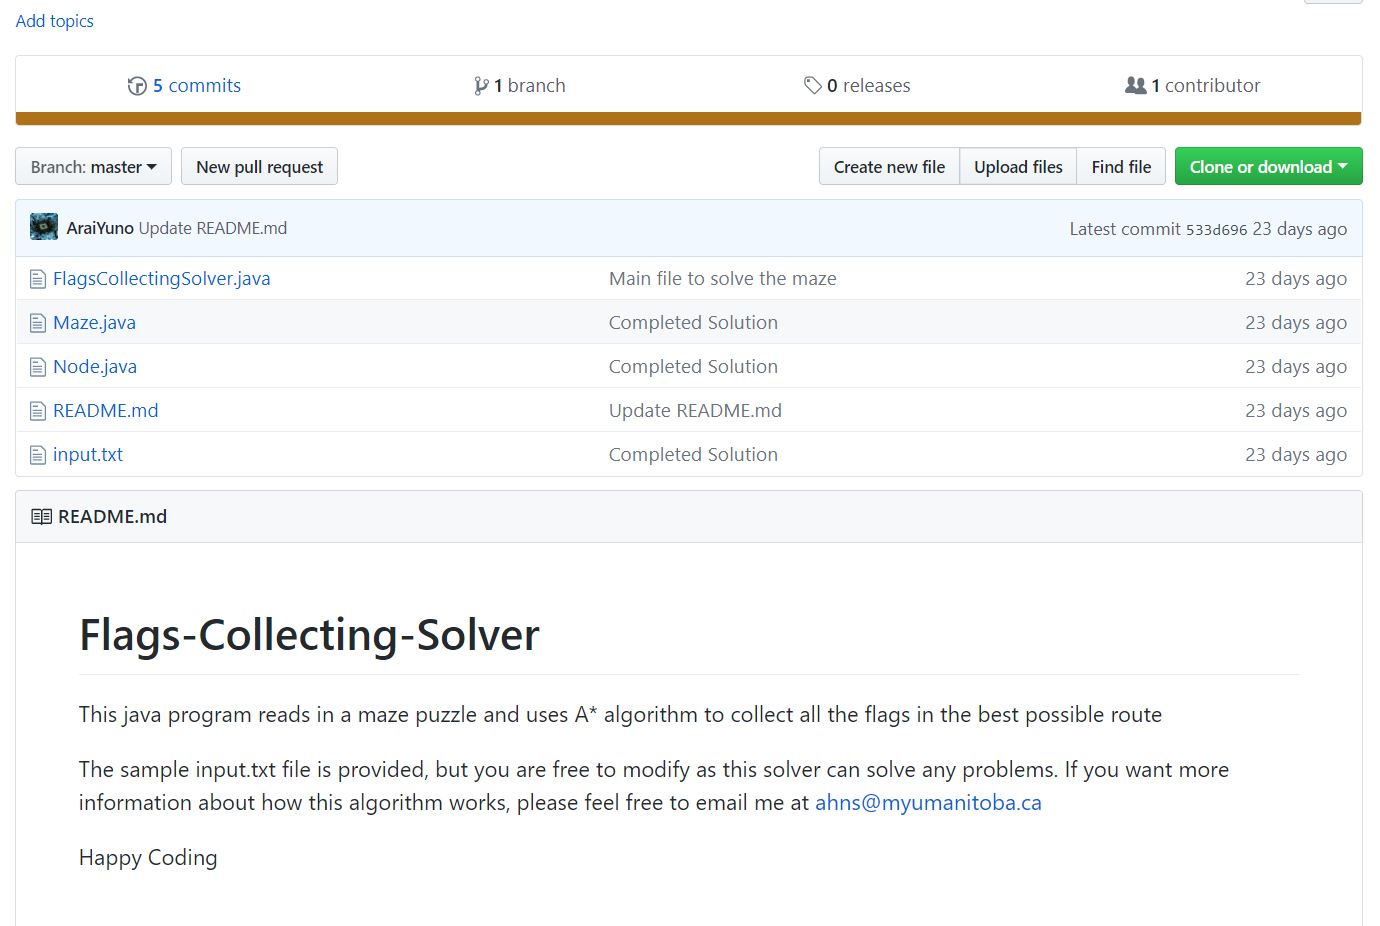 Add topics
5 commits 1 branch 0 releases 1 contributor
Branch: master New pull request Create new file Upload files Find file Clone or download
AraiYuno Update README.md Latest commit 533d696 23 days ago
FlagsCollectingSolver.java Main file to solve the maze 23 days ago
Maze.java Completed Solution 23 days ago
Node.java Completed Solution 23 days ago
README.md Update README.md 23 days ago
input.txt Completed Solution 23 days ago
README.md
Flags-Collecting-Solver
This java program reads in a maze puzzle and uses A* algorithm to collect all the flags in the best possible route
The sample input.txt file is provided, but you are free to modify as this solver can solve any problems. If you want more
information about how this algorithm works, please feel free to email me at ahns@myumanitoba.ca
Happy Coding